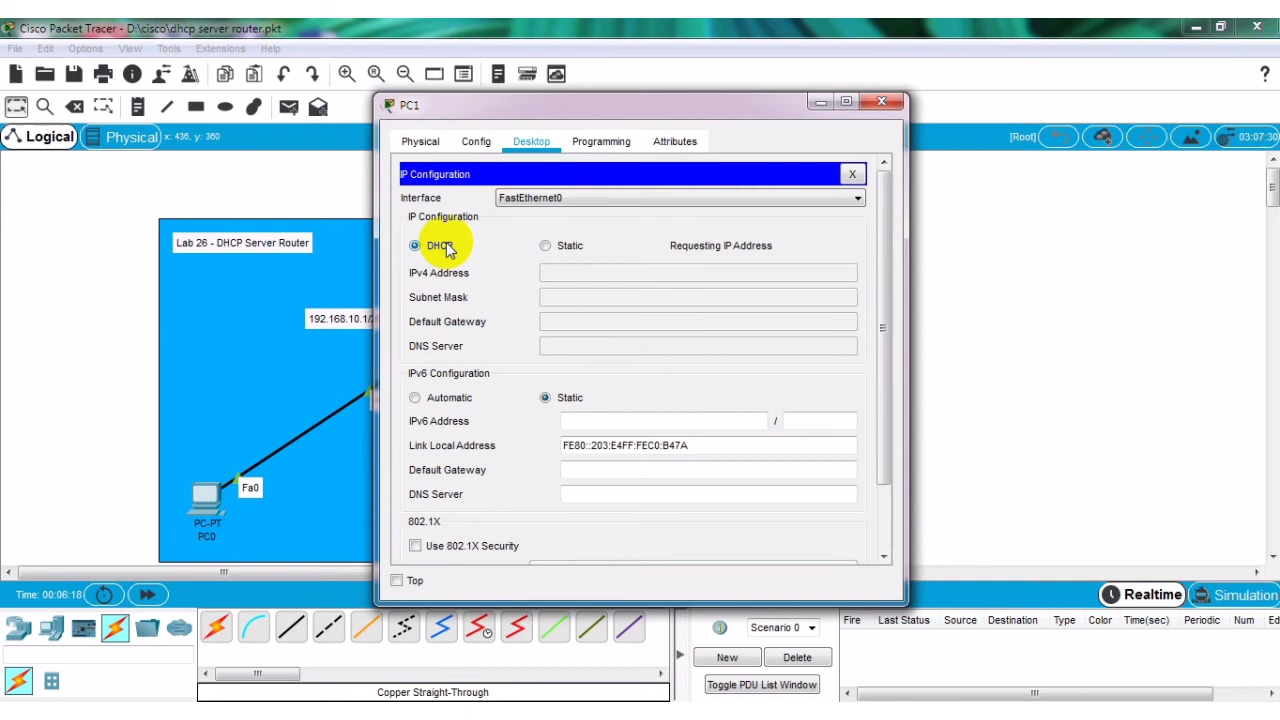 Cisco Packet Tracer - D:\cisco\dhcp server router.pkt
File Edit Options View Tools Extensions Help
?
Logical Physical x: 436, y: 360 [Root] 03:07:30
PC1
Physical Config Desktop Programming Attributes
IP Configuration X
Interface FastEthernet0
IP Configuration
DHCP Static Requesting IP Address
IPv4 Address
Subnet Mask
Default Gateway
DNS Server
IPv6 Configuration
Automatic Static
IPv6 Address /
Link Local Address FE80::203:E4FF:FEC0:B47A
Default Gateway
DNS Server
802.1X
Use 802.1X Security
Top
Lab 26 - DHCP Server Router
192.168.10.1/
Fa0
PC-PT
PC0
Time: 00:06:18 Realtime Simulation
Scenario 0 Fire Last Status Source Destination Type Color Time(sec) Periodic Num Ed
New Delete
Toggle PDU List Window
Copper Straight-Through